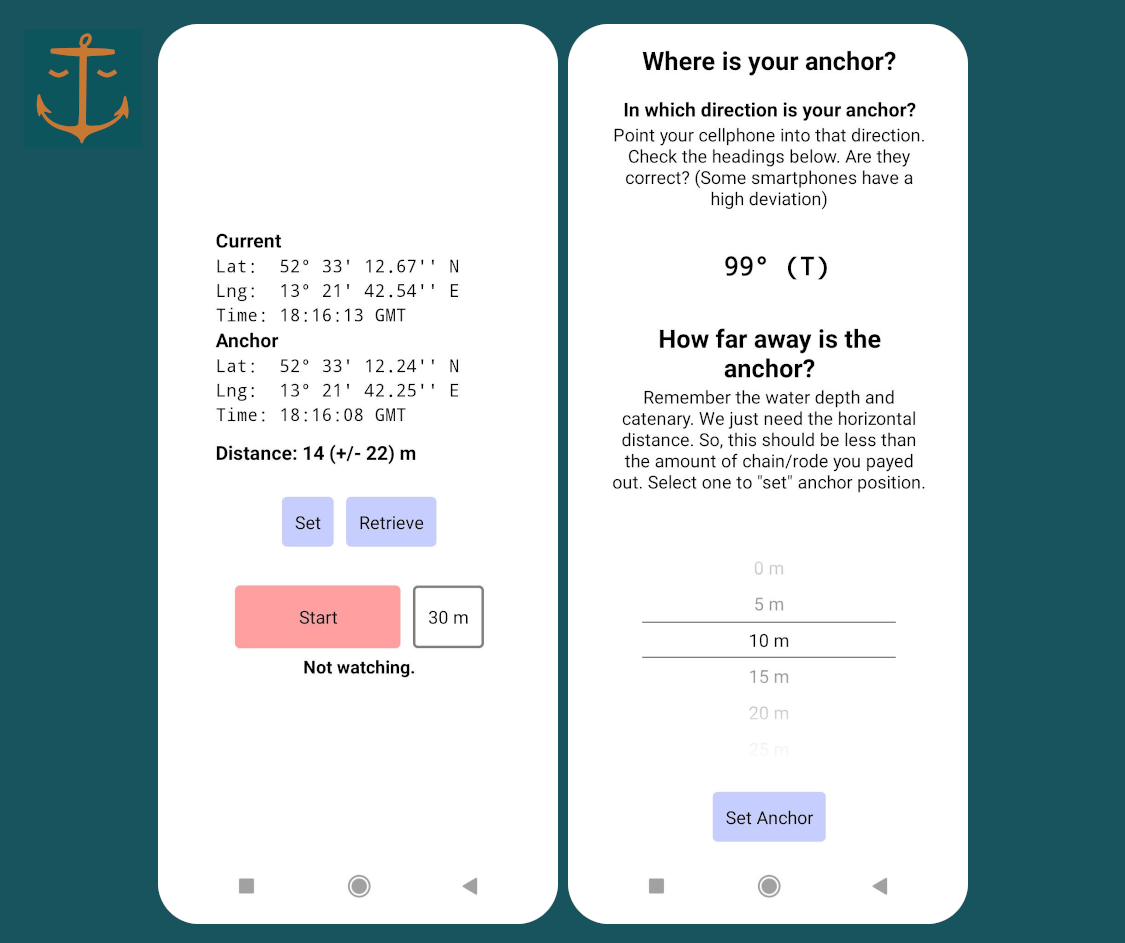 Current
Lat:  52° 33' 12.67'' N
Lng:  13° 21' 42.54'' E
Time: 18:16:13 GMT
Anchor
Lat:  52° 33' 12.24'' N
Lng:  13° 21' 42.25'' E
Time: 18:16:08 GMT
Distance: 14 (+/- 22) m
Set
Retrieve
Start
30 m
Not watching.
Where is your anchor?
In which direction is your anchor?
Point your cellphone into that direction.
Check the headings below. Are they
correct? (Some smartphones have a
high deviation)
99° (T)
How far away is the
anchor?
Remember the water depth and
catenary. We just need the horizontal
distance. So, this should be less than
the amount of chain/rode you payed
out. Select one to "set" anchor position.
0 m
5 m
10 m
15 m
20 m
25 m
Set Anchor